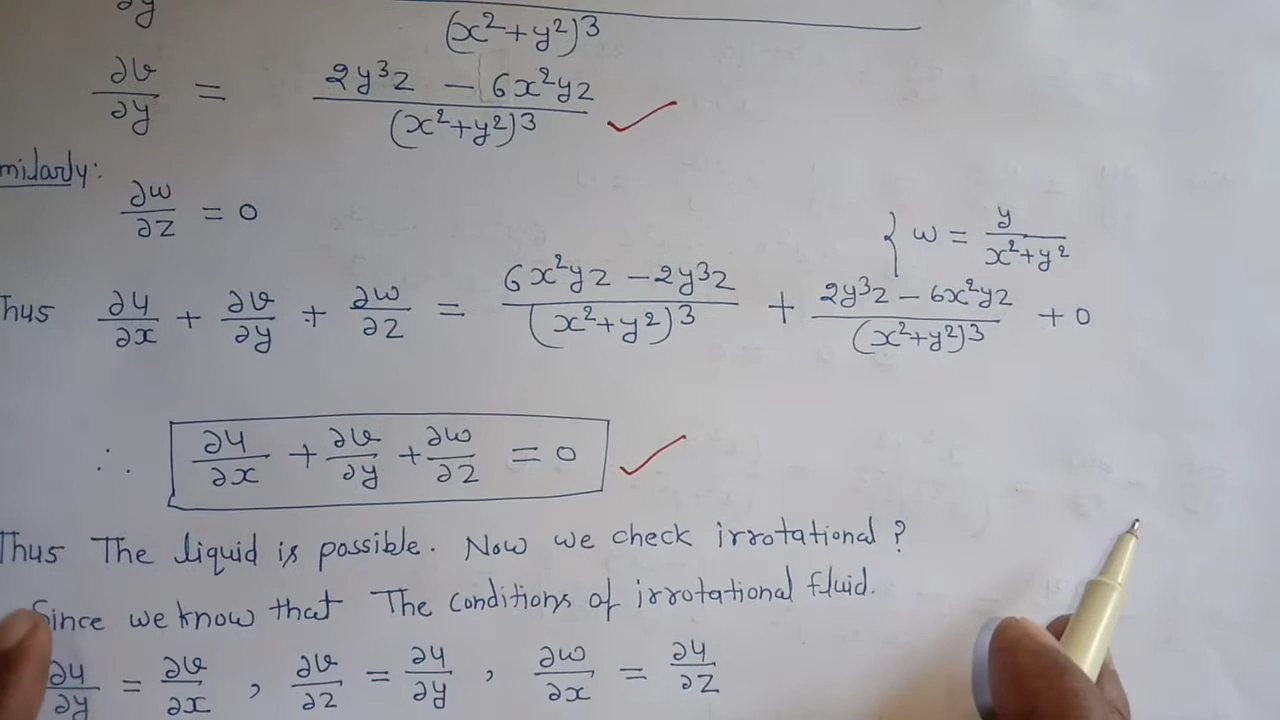 ∂y (x²+y²)³
∂v/∂y = (2y³z − 6x²yz)/(x²+y²)³ ✓
milarly:
∂w/∂z = 0
{ w = y/(x²+y²)
Thus ∂u/∂x + ∂v/∂y + ∂w/∂z = (6x²yz − 2y³z)/(x²+y²)³ + (2y³z − 6x²yz)/(x²+y²)³ + 0
∴ ∂u/∂x + ∂v/∂y + ∂w/∂z = 0 ✓
Thus The liquid is possible. Now we check irrotational ?
Since we know that The conditions of irrotational fluid.
∂u/∂y = ∂v/∂x , ∂v/∂z = ∂u/∂y , ∂w/∂x = ∂u/∂z